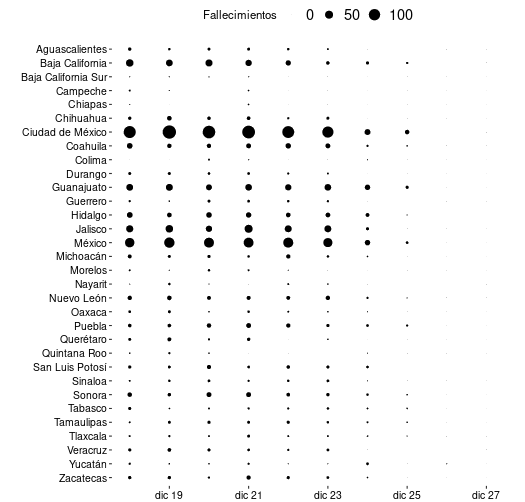 Fallecimientos 0 50 100
Aguascalientes
Baja California
Baja California Sur
Campeche
Chiapas
Chihuahua
Ciudad de México
Coahuila
Colima
Durango
Guanajuato
Guerrero
Hidalgo
Jalisco
México
Michoacán
Morelos
Nayarit
Nuevo León
Oaxaca
Puebla
Querétaro
Quintana Roo
San Luis Potosí
Sinaloa
Sonora
Tabasco
Tamaulipas
Tlaxcala
Veracruz
Yucatán
Zacatecas
dic 19 dic 21 dic 23 dic 25 dic 27